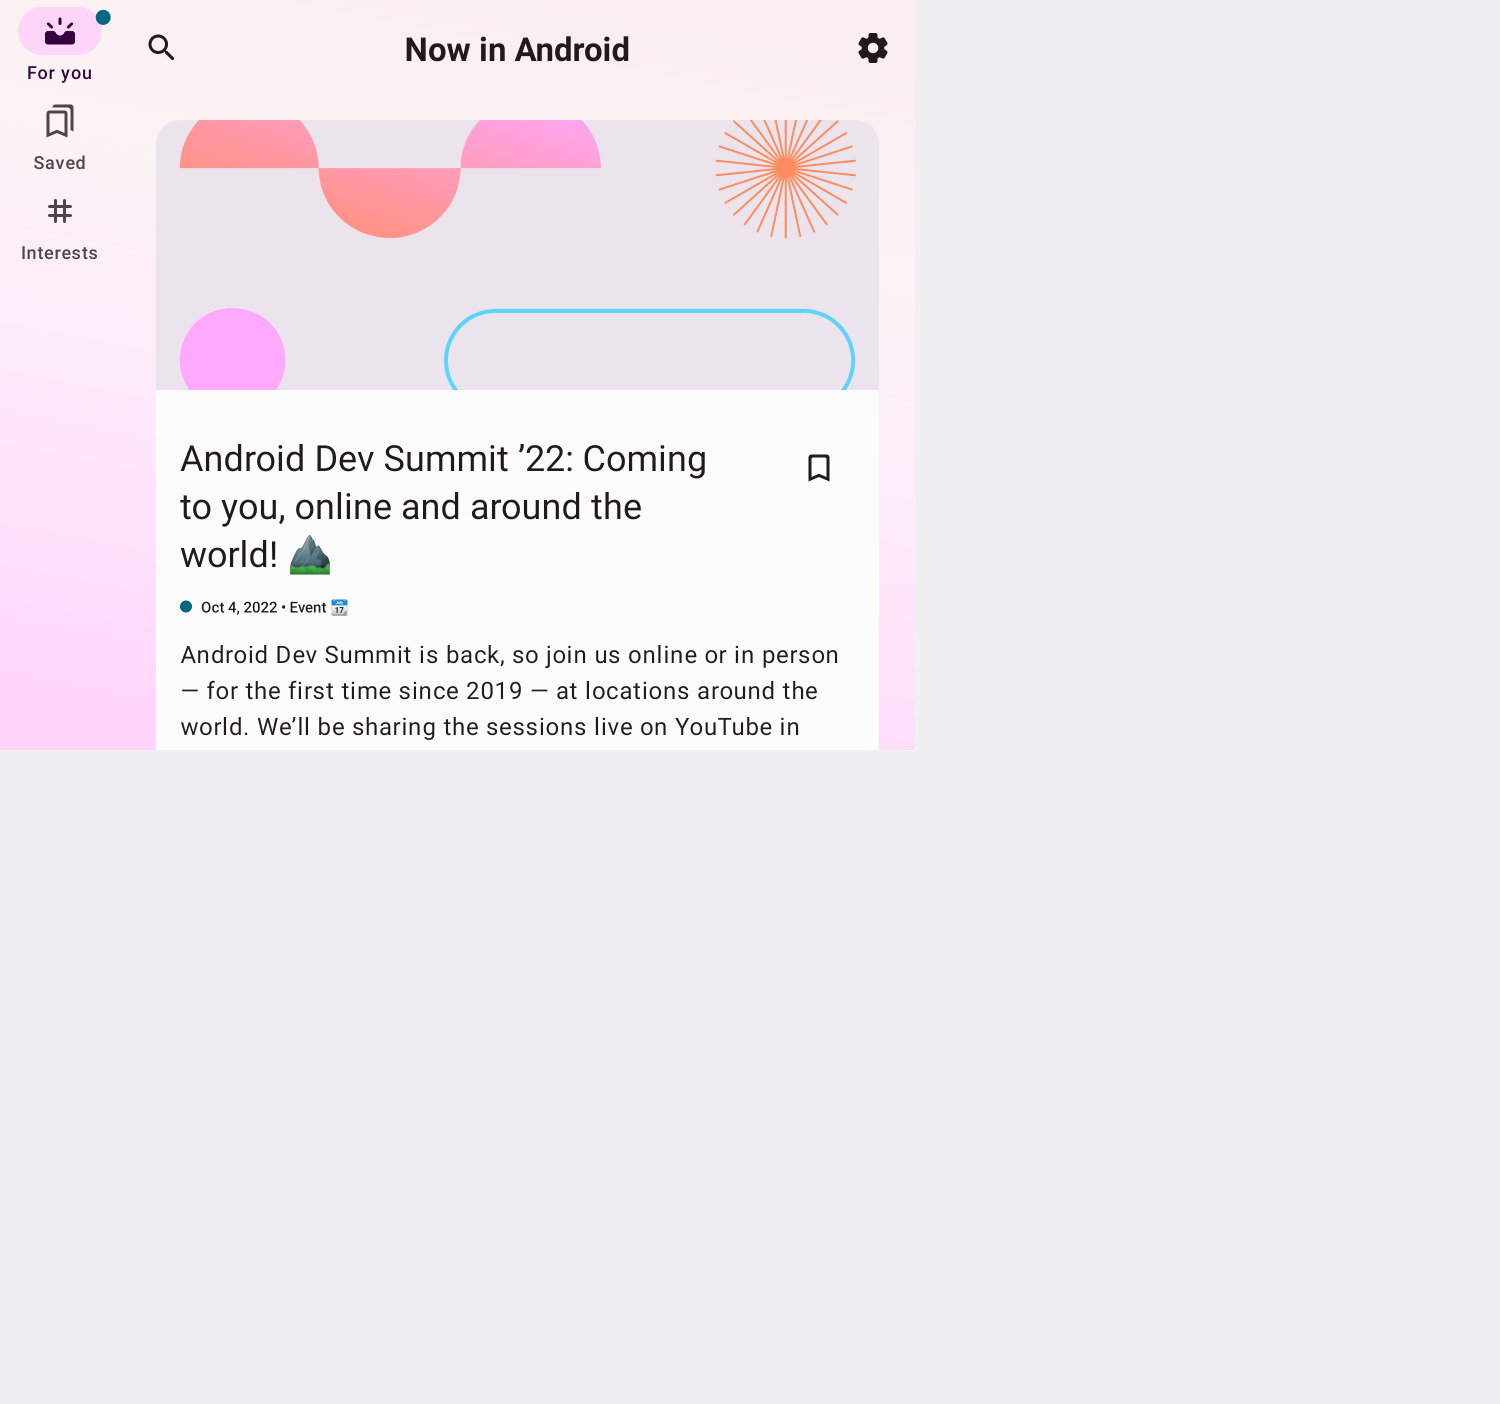 Now in Android
For you
Saved
Interests
Android Dev Summit ’22: Coming
to you, online and around the
world! ⛰️
Oct 4, 2022 • Event 📆
Android Dev Summit is back, so join us online or in person
— for the first time since 2019 — at locations around the
world. We’ll be sharing the sessions live on YouTube in